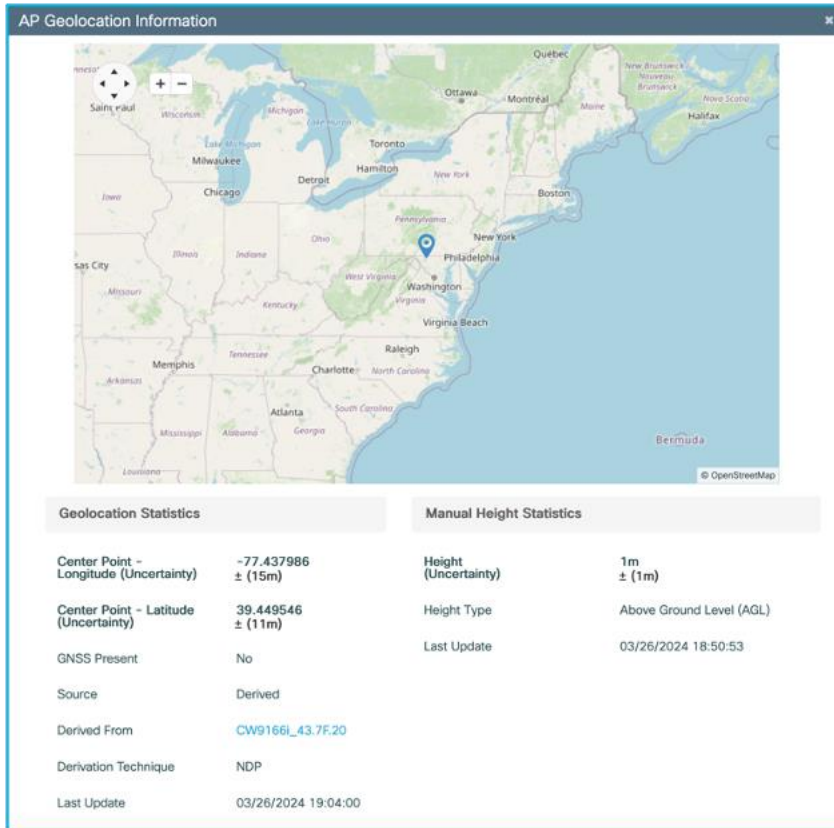 AP Geolocation Information
Québec
New Brunswick
Nouveau-
Brunswick
Nova Scotia
Ottawa
Montréal
Maine
Halifax
Saint Paul
Wisconsin
Michigan
Lake Huron
Lake Michigan
Toronto
Milwaukee
Hamilton
New York
Detroit
Chicago
Boston
Iowa
Pennsylvania
New York
Ohio
Philadelphia
Illinois
Indiana
sas City
West Virginia
Washington
Missouri
Virginia
Kentucky
Virginia Beach
Raleigh
Tennessee
Memphis
Charlotte
North Carolina
Arkansas
Atlanta
South Carolina
Mississippi
Alabama
Georgia
Bermuda
Louisiana
© OpenStreetMap
Geolocation Statistics
Manual Height Statistics
Center Point -
Longitude (Uncertainty)
-77.437986
± (15m)
Height
(Uncertainty)
1m
± (1m)
Center Point - Latitude
(Uncertainty)
39.449546
± (11m)
Height Type
Above Ground Level (AGL)
Last Update
03/26/2024 18:50:53
GNSS Present
No
Source
Derived
Derived From
CW9166i_43.7F.20
Derivation Technique
NDP
Last Update
03/26/2024 19:04:00